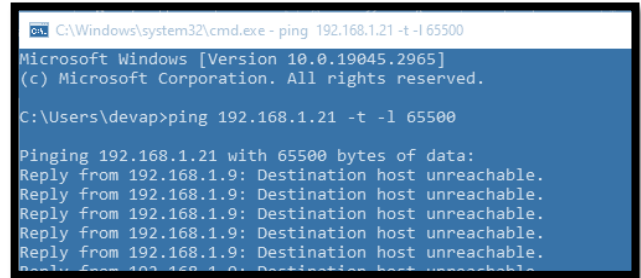 C:\Windows\system32\cmd.exe - ping 192.168.1.21 -t -l 65500
Microsoft Windows [Version 10.0.19045.2965]
(c) Microsoft Corporation. All rights reserved.
C:\Users\devap>ping 192.168.1.21 -t -l 65500
Pinging 192.168.1.21 with 65500 bytes of data:
Reply from 192.168.1.9: Destination host unreachable.
Reply from 192.168.1.9: Destination host unreachable.
Reply from 192.168.1.9: Destination host unreachable.
Reply from 192.168.1.9: Destination host unreachable.
Reply from 192.168.1.9: Destination host unreachable.
Reply from 192.168.1.9: Destination host unreachable.